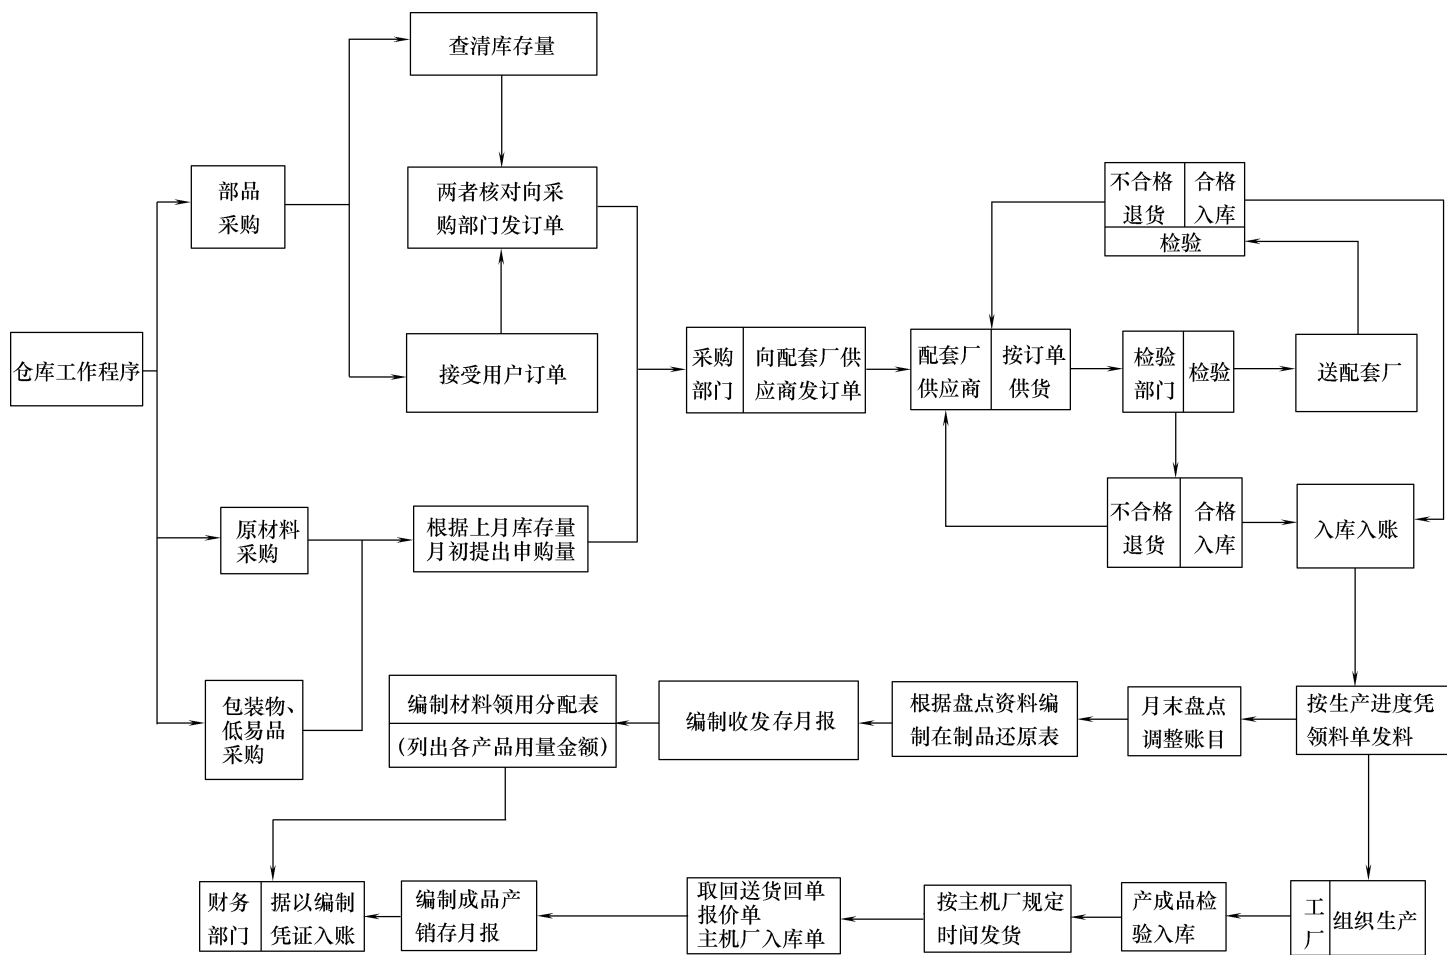 查清库存量
部品
采购
两者核对向采
购部门发订单
不合格
退货
合格
入库
检验
仓库工作程序
接受用户订单
采购
部门
向配套厂供
应商发订单
配套厂
供应商
按订单
供货
检验
部门
检验
送配套厂
原材料
采购
根据上月库存量
月初提出申购量
不合格
退货
合格
入库
入库入账
包装物、
低易品
采购
编制材料领用分配表
(列出各产品用量金额)
编制收发存月报
根据盘点资料编
制在制品还原表
月末盘点
调整账目
按生产进度凭
领料单发料
财务
部门
据以编制
凭证入账
编制成品产
销存月报
取回送货回单
报价单
主机厂入库单
按主机厂规定
时间发货
产成品检
验入库
工
厂
组织生产